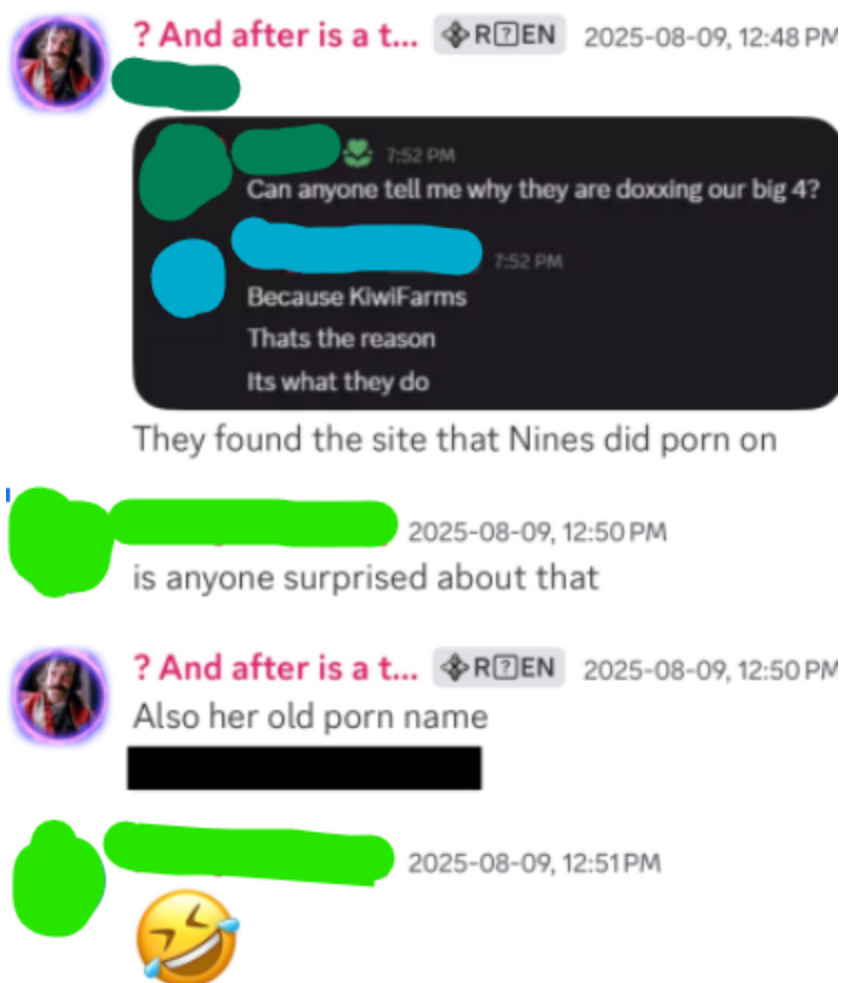 ? And after is a t... R?EN 2025-08-09, 12:48 PM
7:52 PM
Can anyone tell me why they are doxxing our big 4?
7:52 PM
Because KiwiFarms
Thats the reason
Its what they do
They found the site that Nines did porn on
2025-08-09, 12:50 PM
is anyone surprised about that
? And after is a t... R?EN 2025-08-09, 12:50 PM
Also her old porn name
2025-08-09, 12:51 PM